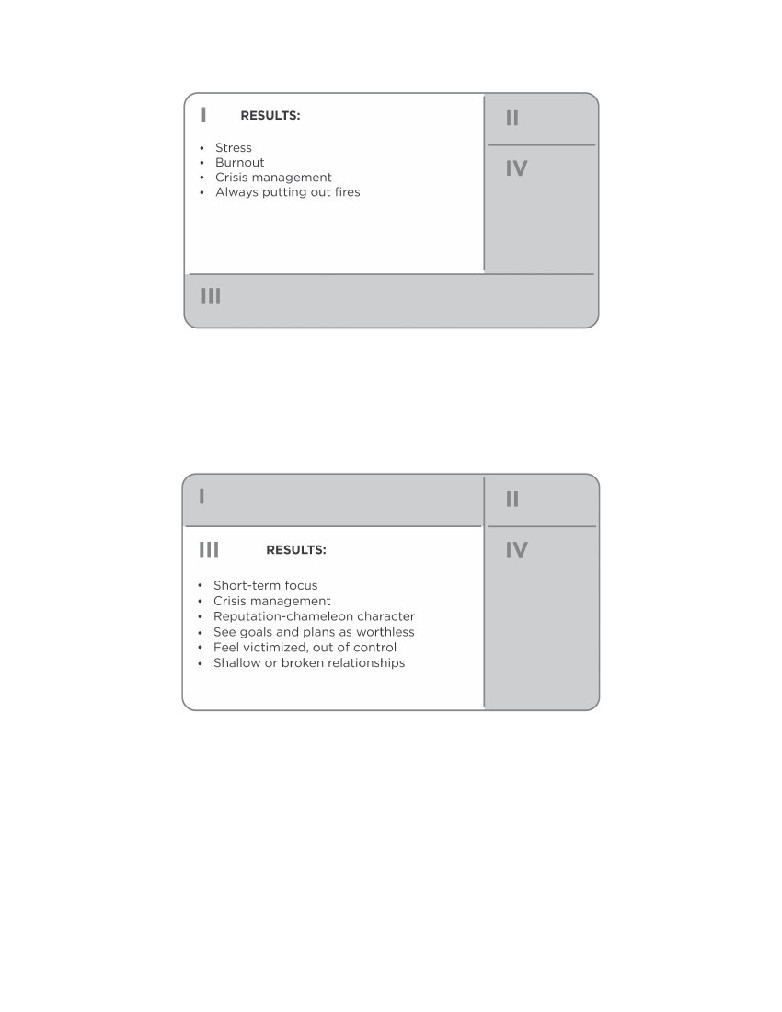 I RESULTS: II
• Stress
• Burnout
• Crisis management
• Always putting out fires
IV
III
I II
III RESULTS: IV
• Short-term focus
• Crisis management
• Reputation-chameleon character
• See goals and plans as worthless
• Feel victimized, out of control
• Shallow or broken relationships